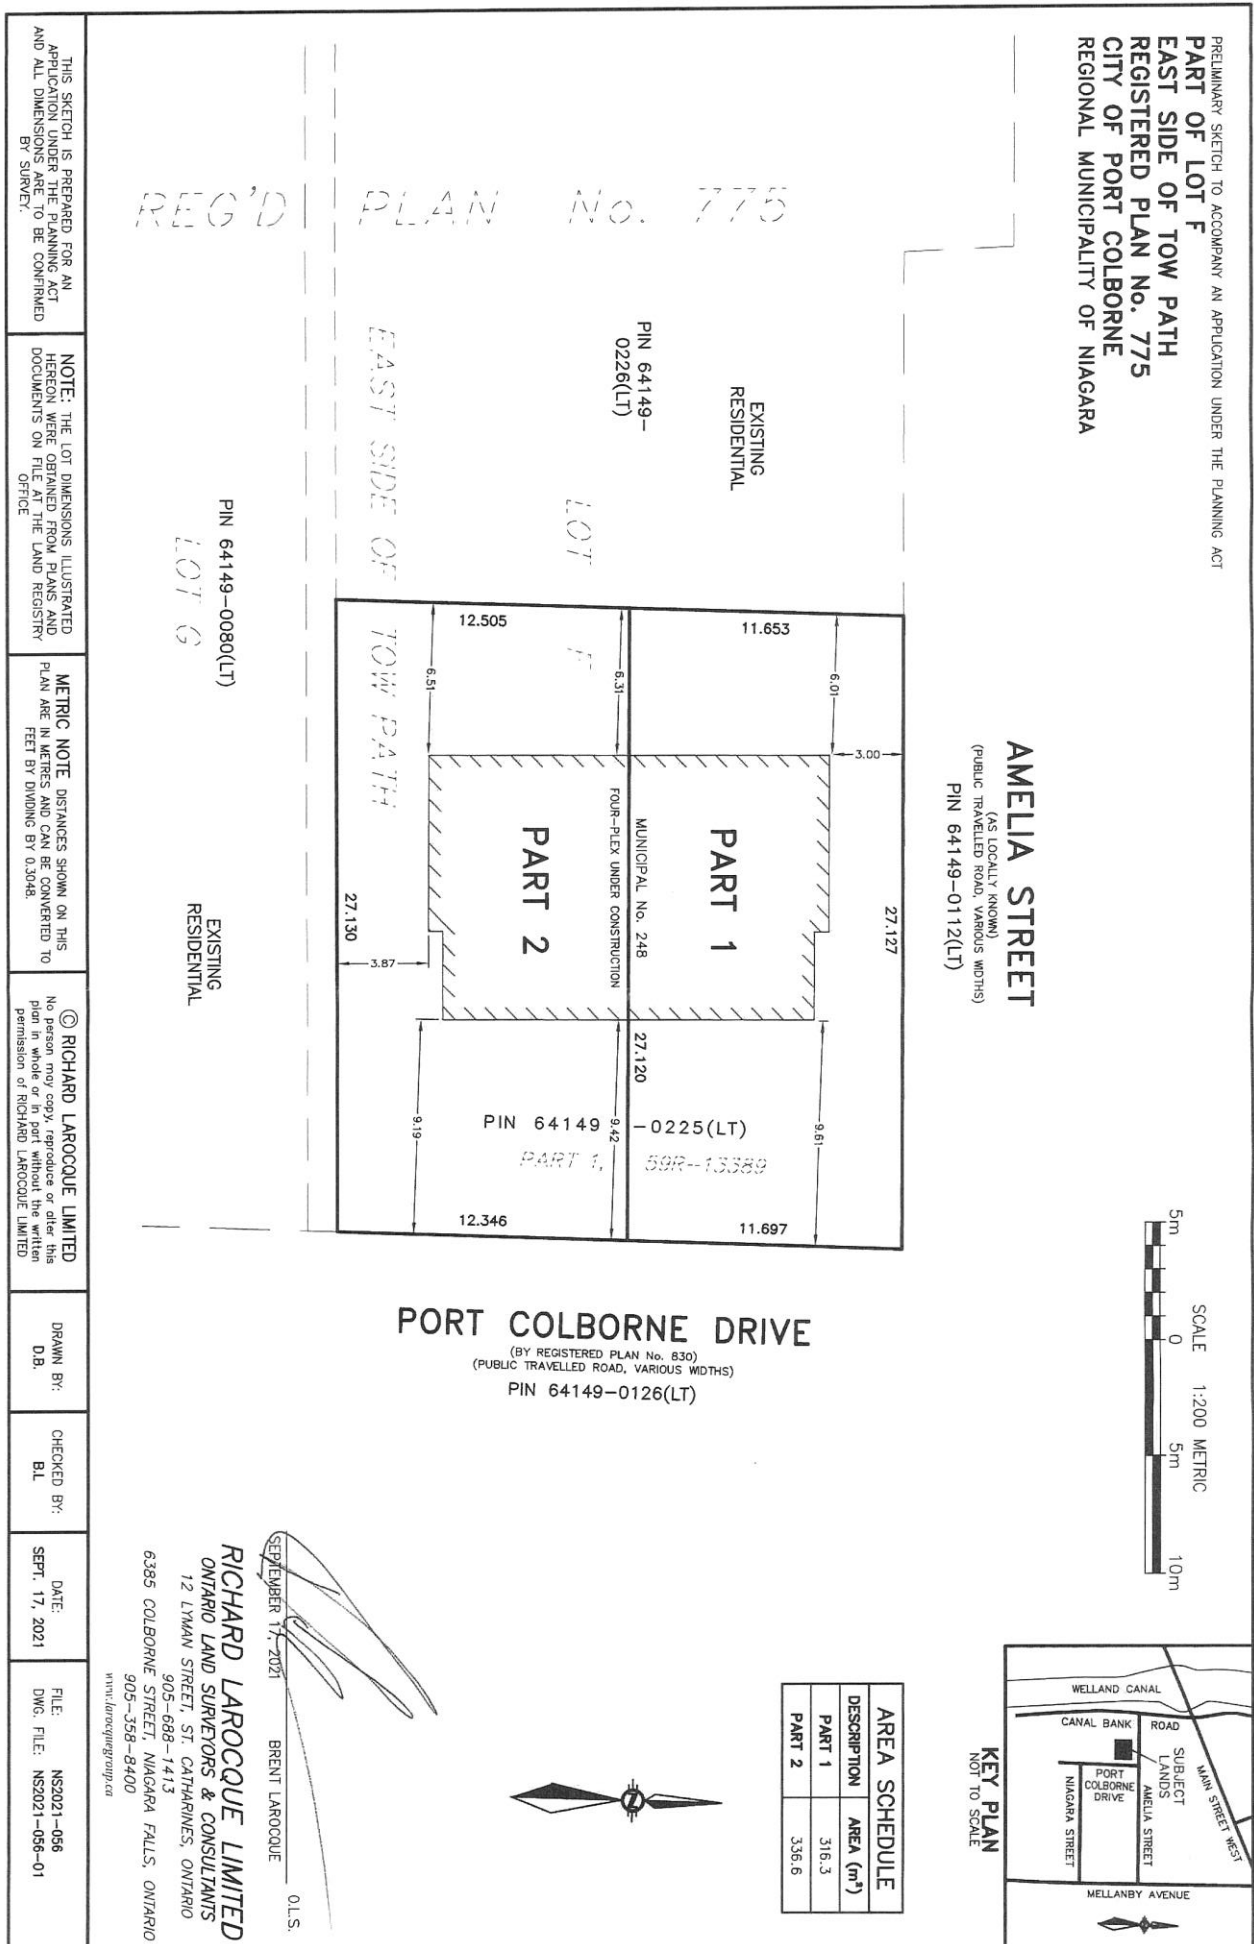 PRELIMINARY SKETCH TO ACCOMPANY AN APPLICATION UNDER THE PLANNING ACT
PART OF LOT F
EAST SIDE OF TOW PATH
REGISTERED PLAN No. 775
CITY OF PORT COLBORNE
REGIONAL MUNICIPALITY OF NIAGARA
AMELIA STREET
(AS LOCALLY KNOWN)
(PUBLIC TRAVELLED ROAD, VARIOUS WIDTHS)
PIN 64149-0112(LT)
5m
0
5m
10m
SCALE 1:200 METRIC
WELLAND CANAL
CANAL BANK ROAD
SUBJECT
LANDS
MAIN STREET WEST
PORT
COLBORNE
DRIVE
AMELIA STREET
NIAGARA STREET
MELLANBY AVENUE
KEY PLAN
NOT TO SCALE
AREA SCHEDULE
DESCRIPTION AREA (m²)
PART 1 316.3
PART 2 336.6
EXISTING
RESIDENTIAL
PIN 64149-
0226(LT)
REG'D PLAN No. 775
LOT F
EAST SIDE OF TOW PATH
PIN 64149-0080(LT)
LOT G
EXISTING
RESIDENTIAL
27.127
11.653
6.01
3.00
PART 1
9.61
11.697
MUNICIPAL No. 248
27.120
FOUR-PLEX UNDER CONSTRUCTION
6.31
9.42
PIN 64149-0225(LT)
PART 1, 59R-13389
12.505
PART 2
12.346
6.51
9.19
3.87
27.130
PORT COLBORNE DRIVE
(BY REGISTERED PLAN No. 830)
(PUBLIC TRAVELLED ROAD, VARIOUS WIDTHS)
PIN 64149-0126(LT)
SEPTEMBER 17, 2021
BRENT LAROCQUE
O.L.S.
RICHARD LAROCQUE LIMITED
ONTARIO LAND SURVEYORS & CONSULTANTS
12 LYMAN STREET, ST. CATHARINES, ONTARIO
905-688-1413
6385 COLBORNE STREET, NIAGARA FALLS, ONTARIO
905-358-8400
www.larocquegroup.ca
THIS SKETCH IS PREPARED FOR AN
APPLICATION UNDER THE PLANNING ACT
AND ALL DIMENSIONS ARE TO BE CONFIRMED
BY SURVEY.
NOTE: THE LOT DIMENSIONS ILLUSTRATED
HEREON WERE OBTAINED FROM PLANS AND
DOCUMENTS ON FILE AT THE LAND REGISTRY
OFFICE
METRIC NOTE DISTANCES SHOWN ON THIS
PLAN ARE IN METRES AND CAN BE CONVERTED TO
FEET BY DIVIDING BY 0.3048.
© RICHARD LAROCQUE LIMITED
No person may copy, reproduce or alter this
plan in whole or in part without the written
permission of RICHARD LAROCQUE LIMITED
DRAWN BY:
D.B.
CHECKED BY:
B.L
DATE:
SEPT. 17, 2021
FILE: NS2021-056
DWG. FILE: NS2021-056-01